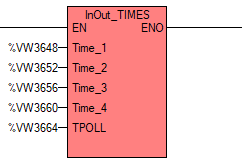 InOut_TIMES
EN ENO
%VW3648 Time_1
%VW3652 Time_2
%VW3656 Time_3
%VW3660 Time_4
%VW3664 TPOLL